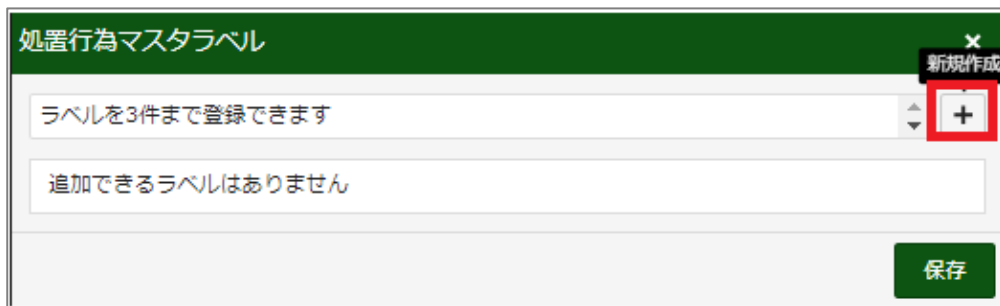 処置行為マスタラベル
×
新規作成
ラベルを3件まで登録できます
+
追加できるラベルはありません
保存